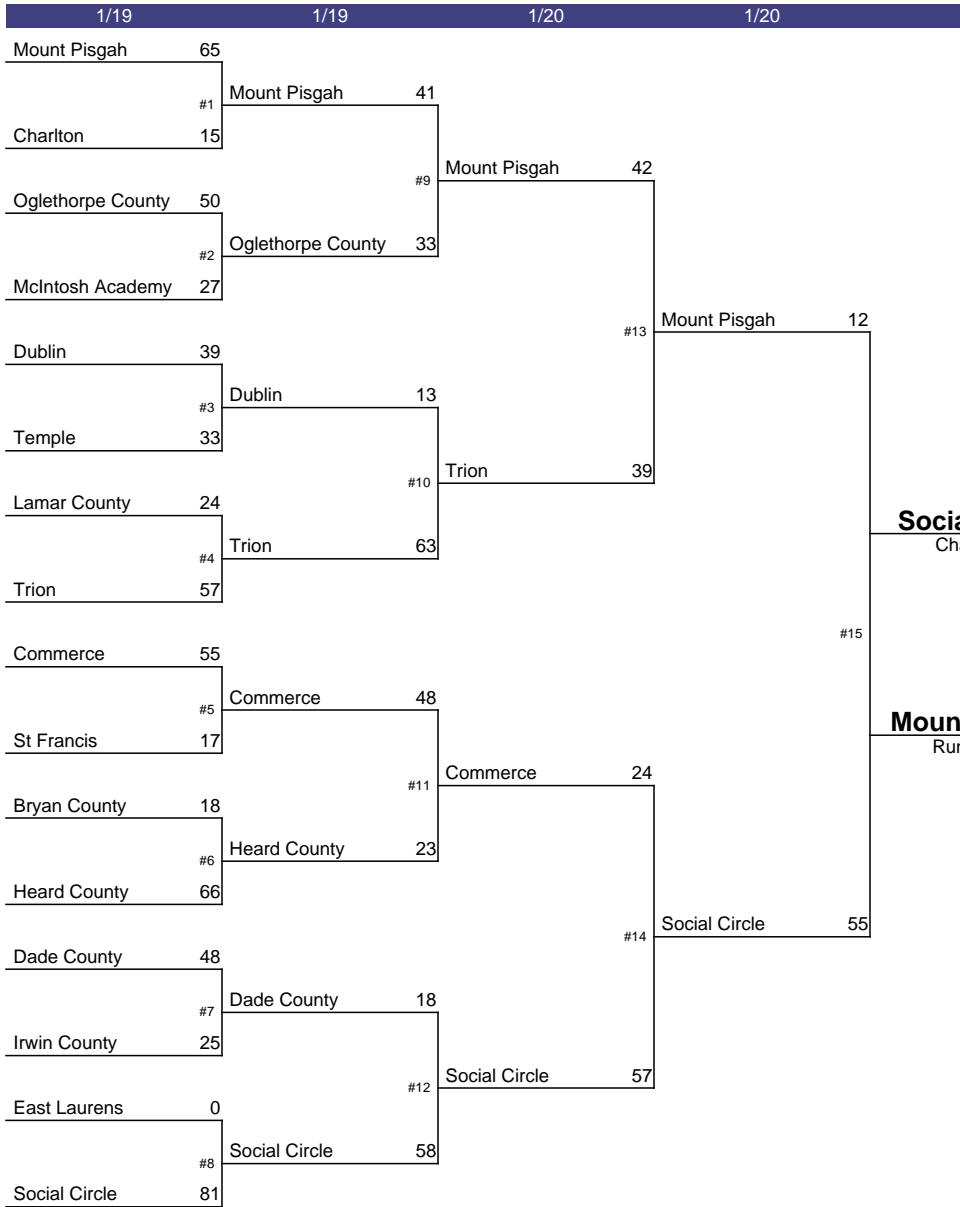 1/19 1/19 1/20 1/20
Mount Pisgah 65
#1 Mount Pisgah 41
Charlton 15
#9 Mount Pisgah 42
Oglethorpe County 50
#2 Oglethorpe County 33
McIntosh Academy 27
#13 Mount Pisgah 12
Dublin 39
#3 Dublin 13
Temple 33
#10 Trion 39
Lamar County 24
#4 Trion 63
Trion 57
#15
Commerce 55
#5 Commerce 48
St Francis 17
#11 Commerce 24
Bryan County 18
#6 Heard County 23
Heard County 66
#14 Social Circle 55
Dade County 48
#7 Dade County 18
Irwin County 25
#12 Social Circle 57
East Laurens 0
#8 Social Circle 58
Social Circle 81